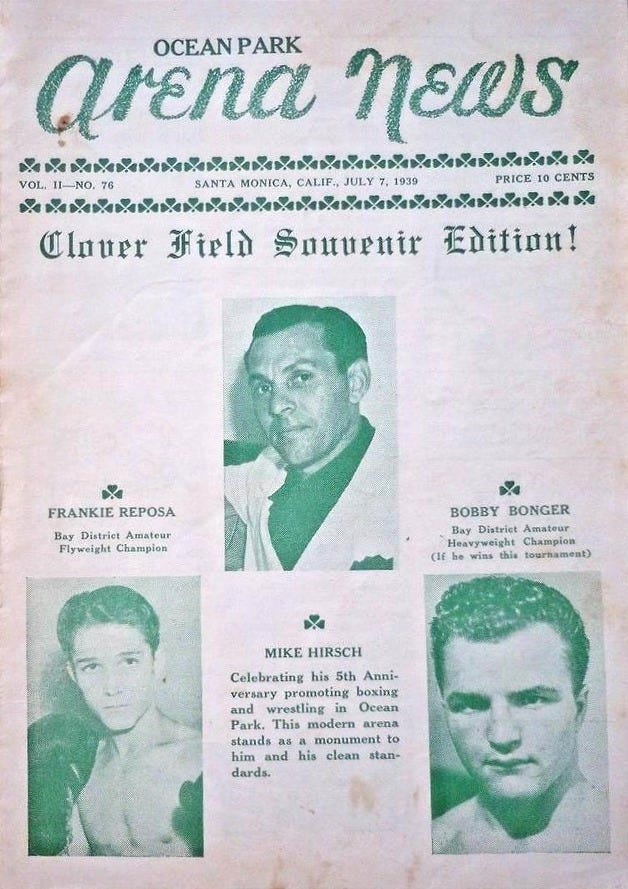 OCEAN PARK
Arena News
VOL. II—NO. 76 SANTA MONICA, CALIF., JULY 7, 1939 PRICE 10 CENTS
Clover Field Souvenir Edition!
FRANKIE REPOSA
Bay District Amateur
Flyweight Champion
BOBBY BONGER
Bay District Amateur
Heavyweight Champion
(If he wins this tournament)
MIKE HIRSCH
Celebrating his 5th Anni-
versary promoting boxing
and wrestling in Ocean
Park. This modern arena
stands as a monument to
him and his clean stan-
dards.